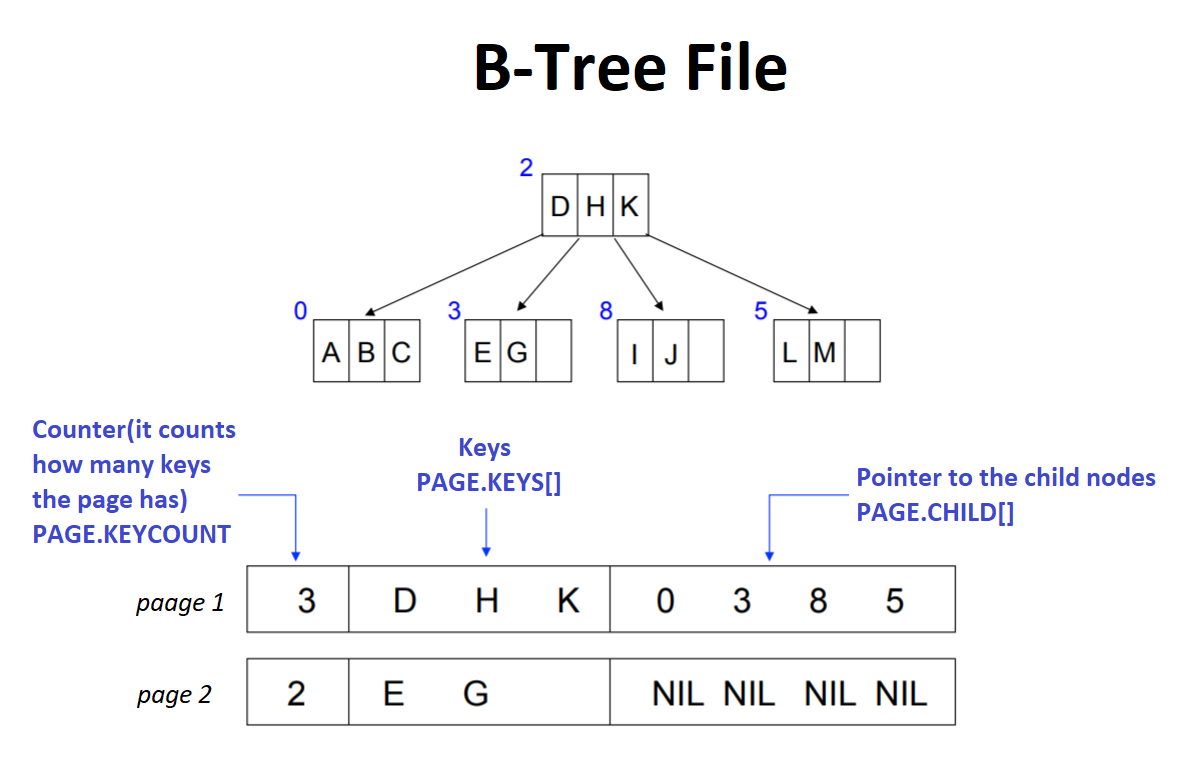 B-Tree File
2
D H K
0 3 8 5
A B C E G I J L M
Counter(it counts
how many keys
the page has)
PAGE.KEYCOUNT
Keys
PAGE.KEYS[]
Pointer to the child nodes
PAGE.CHILD[]
paage 1 3 D H K 0 3 8 5
page 2 2 E G NIL NIL NIL NIL